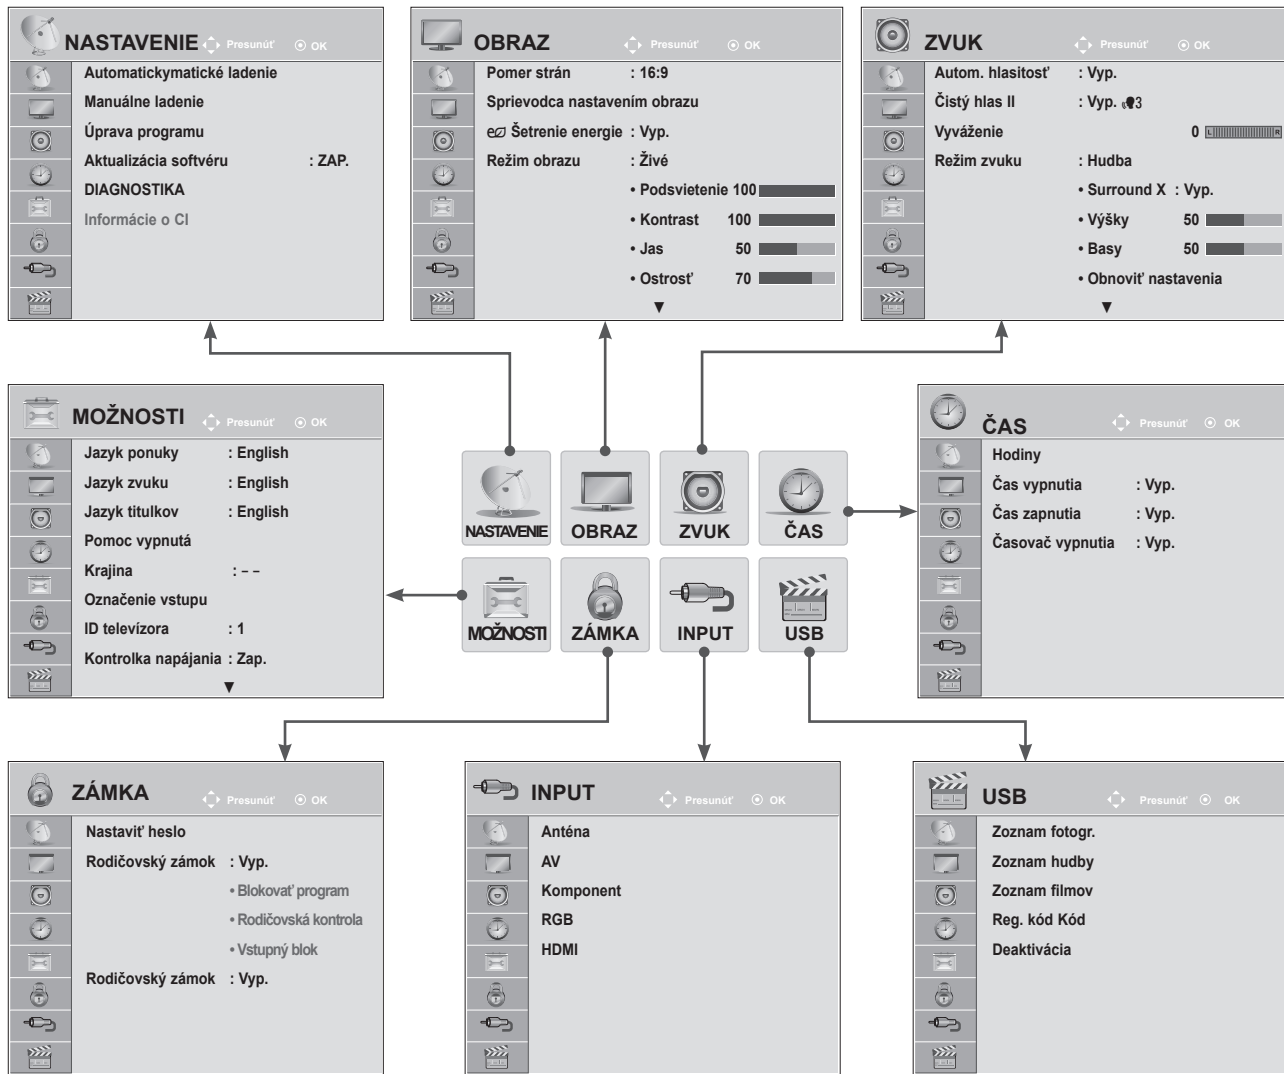 NASTAVENIE Presunúť OK
Automatickymatické ladenie
Manuálne ladenie
Úprava programu
Aktualizácia softvéru : ZAP.
DIAGNOSTIKA
Informácie o CI
OBRAZ Presunúť OK
Pomer strán : 16:9
Sprievodca nastavením obrazu
Šetrenie energie : Vyp.
Režim obrazu : Živé
• Podsvietenie 100
• Kontrast 100
• Jas 50
• Ostrosť 70
▼
ZVUK Presunúť OK
Autom. hlasitosť : Vyp.
Čistý hlas II : Vyp. 3
Vyváženie 0 L R
Režim zvuku : Hudba
• Surround X : Vyp.
• Výšky 50
• Basy 50
• Obnoviť nastavenia
▼
MOŽNOSTI Presunúť OK
Jazyk ponuky : English
Jazyk zvuku : English
Jazyk titulkov : English
Pomoc vypnutá
Krajina : – –
Označenie vstupu
ID televízora : 1
Kontrolka napájania : Zap.
▼
NASTAVENIE
OBRAZ
ZVUK
ČAS
MOŽNOSTI
ZÁMKA
INPUT
USB
ČAS Presunúť OK
Hodiny
Čas vypnutia : Vyp.
Čas zapnutia : Vyp.
Časovač vypnutia : Vyp.
ZÁMKA Presunúť OK
Nastaviť heslo
Rodičovský zámok : Vyp.
• Blokovať program
• Rodičovská kontrola
• Vstupný blok
Rodičovský zámok : Vyp.
INPUT Presunúť OK
Anténa
AV
Komponent
RGB
HDMI
USB Presunúť OK
Zoznam fotogr.
Zoznam hudby
Zoznam filmov
Reg. kód Kód
Deaktivácia